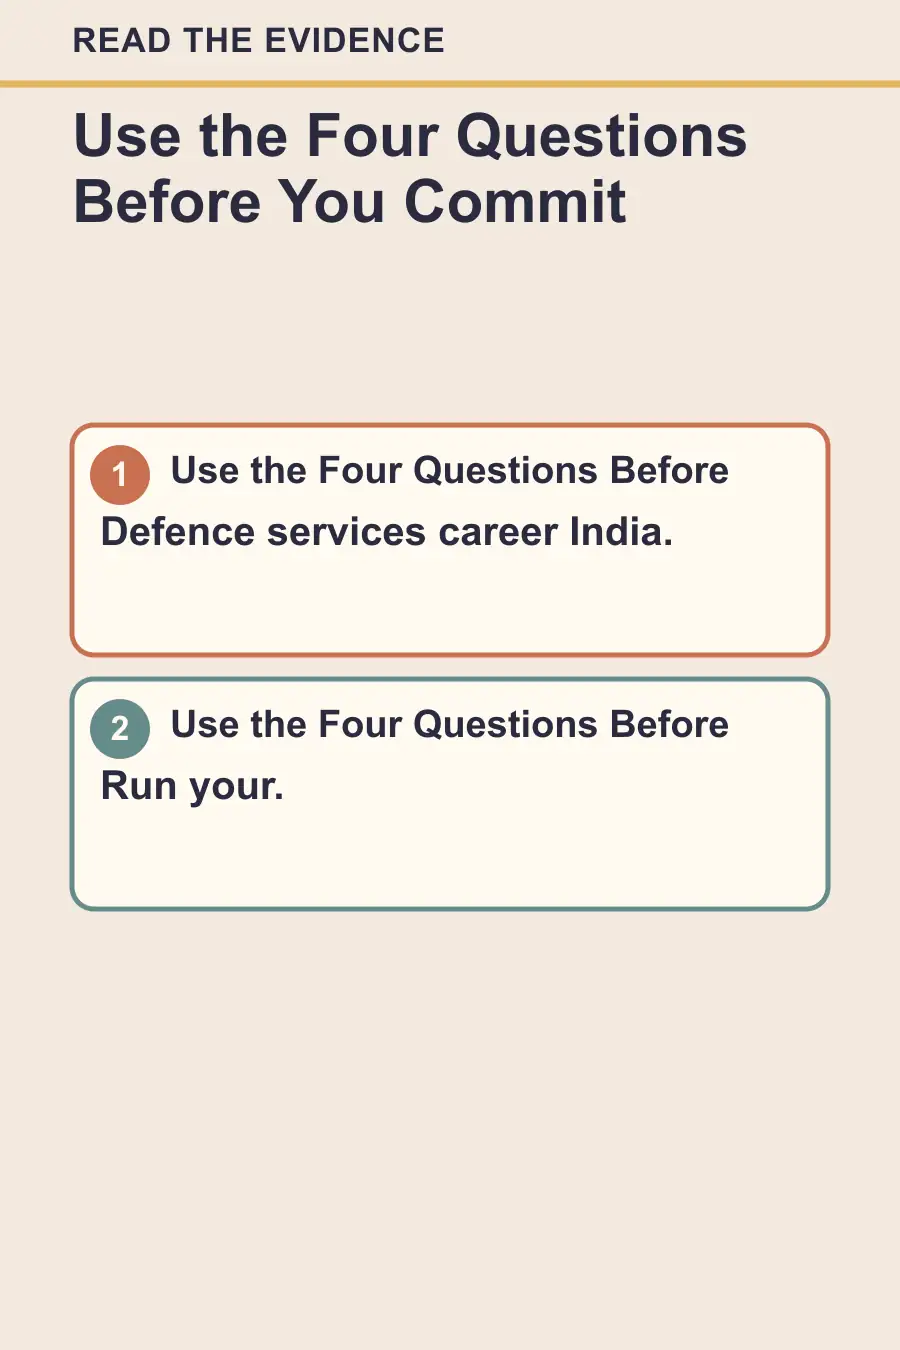 READ THE EVIDENCE
Use the Four Questions
Before You Commit
1 Use the Four Questions Before
Defence services career India.
2 Use the Four Questions Before
Run your.